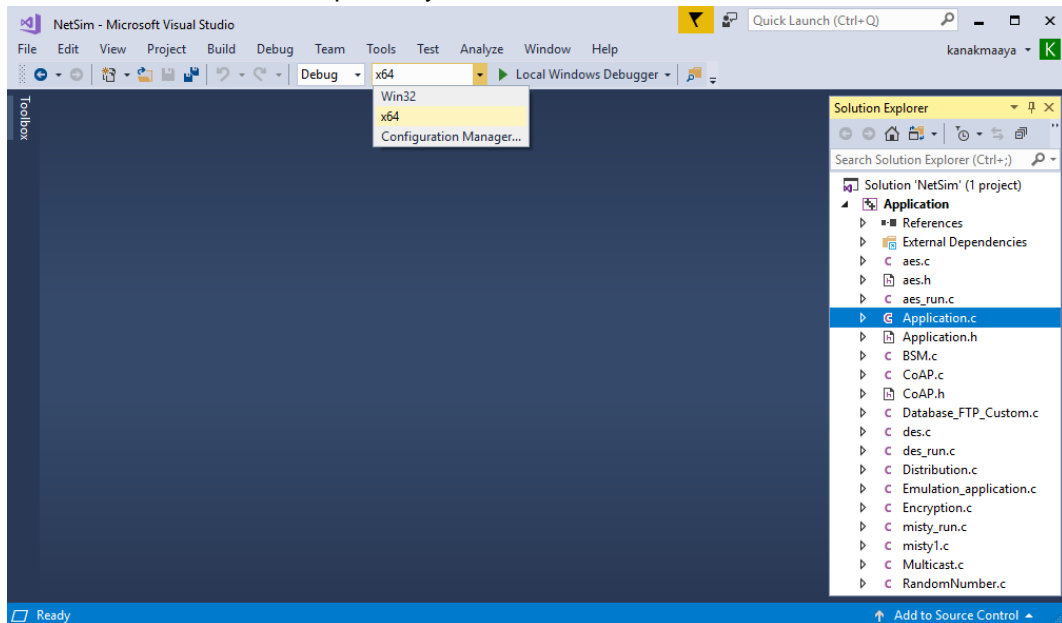 NetSim - Microsoft Visual Studio
Quick Launch (Ctrl+Q)
File Edit View Project Build Debug Team Tools Test Analyze Window Help
kanakmaaya K
Debug x64 Local Windows Debugger
Win32
x64
Configuration Manager...
Toolbox
Solution Explorer
Search Solution Explorer (Ctrl+;)
Solution 'NetSim' (1 project)
Application
References
External Dependencies
aes.c
aes.h
aes_run.c
Application.c
Application.h
BSM.c
CoAP.c
CoAP.h
Database_FTP_Custom.c
des.c
des_run.c
Distribution.c
Emulation_application.c
Encryption.c
misty_run.c
misty1.c
Multicast.c
RandomNumber.c
Ready
Add to Source Control